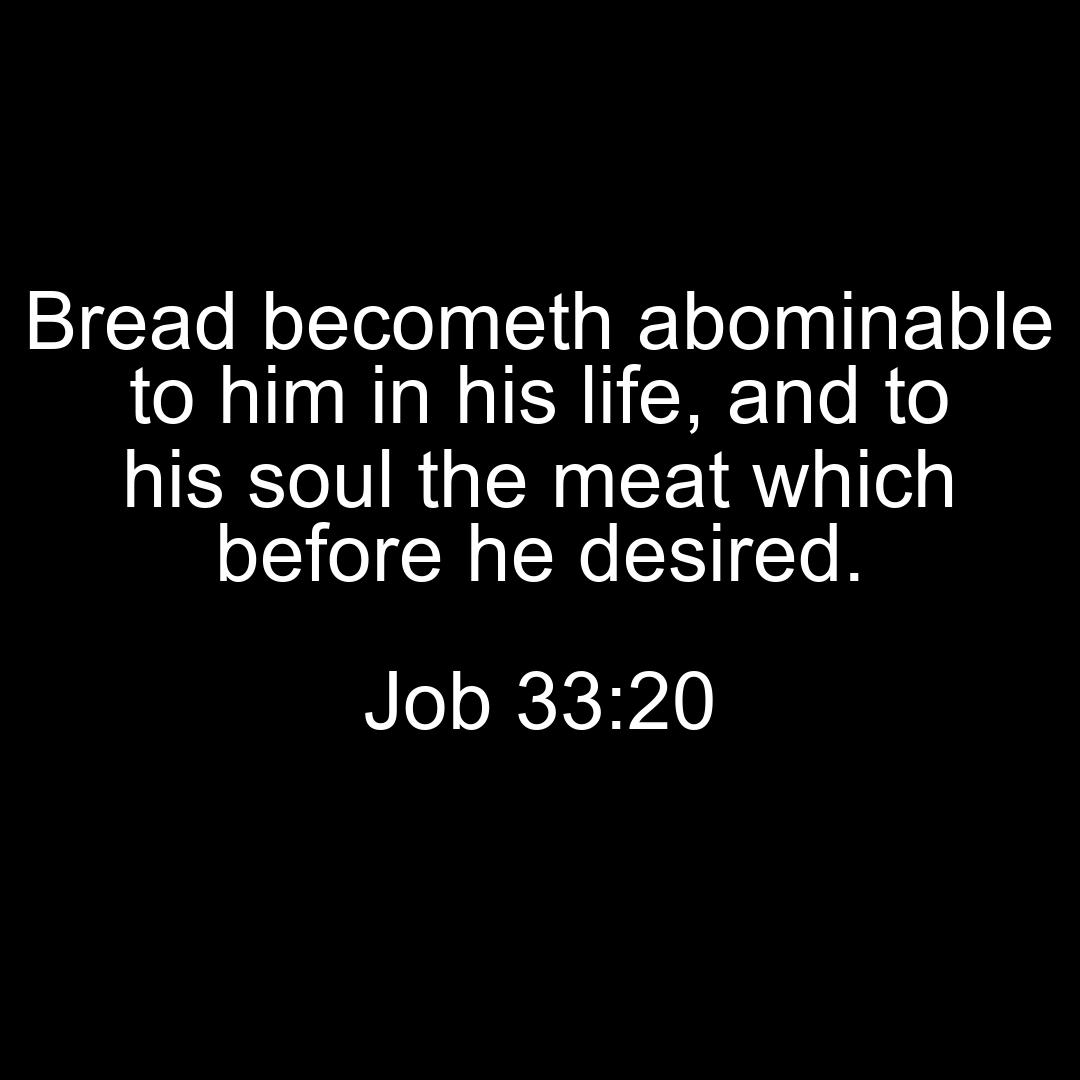 Bread becometh abominable
to him in his life, and to
his soul the meat which
before he desired.
Job 33:20